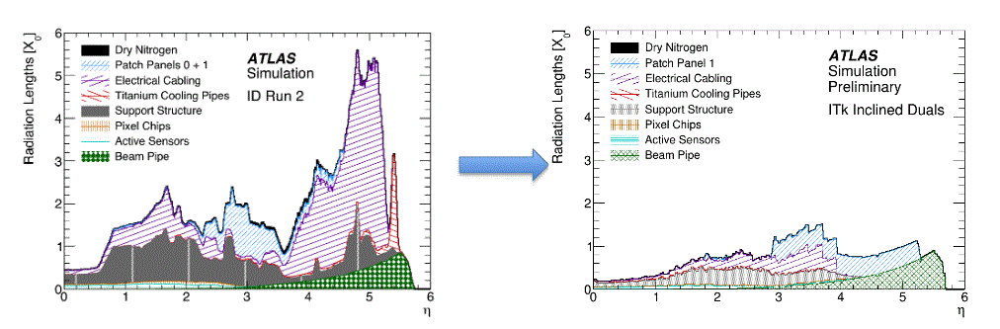 Radiation Lengths [X0]
6
5
4
3
2
1
0
Dry Nitrogen
Patch Panels 0 + 1
Electrical Cabling
Titanium Cooling Pipes
Support Structure
Pixel Chips
Active Sensors
Beam Pipe
ATLAS
Simulation
ID Run 2
0 1 2 3 4 5 6
η
Radiation Lengths [X0]
6
5
4
3
2
1
0
Dry Nitrogen
Patch Panel 1
Electrical Cabling
Titanium Cooling Pipes
Support Structure
Pixel Chips
Active Sensors
Beam Pipe
ATLAS
Simulation
Preliminary
ITk Inclined Duals
0 1 2 3 4 5 6
η